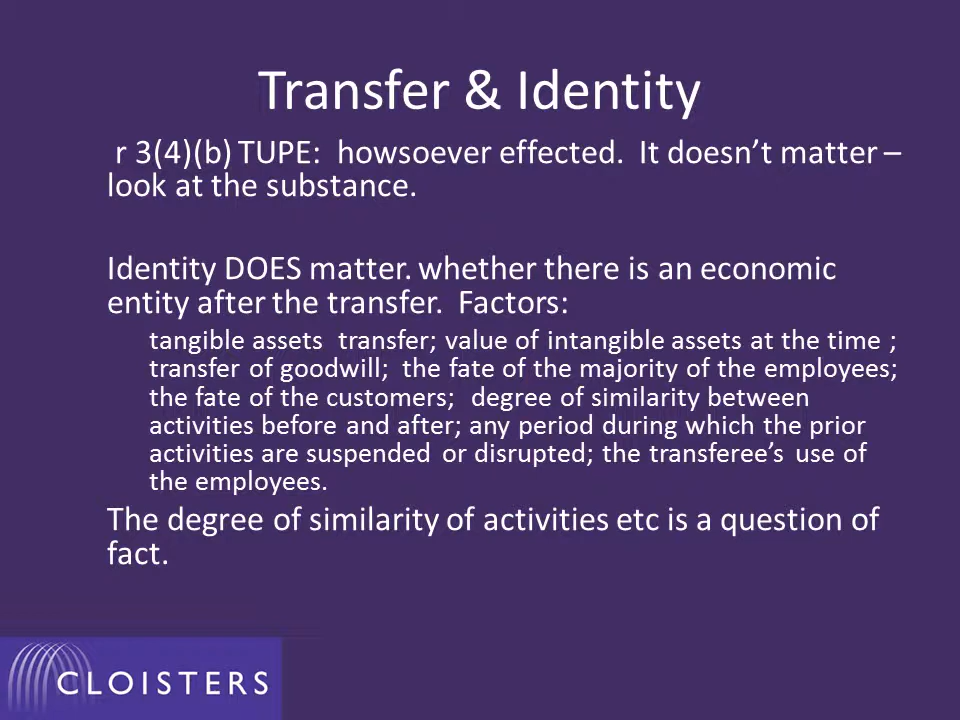 Transfer & Identity
r 3(4)(b) TUPE: howsoever effected. It doesn’t matter –
look at the substance.
Identity DOES matter. whether there is an economic
entity after the transfer. Factors:
tangible assets transfer; value of intangible assets at the time ;
transfer of goodwill; the fate of the majority of the employees;
the fate of the customers; degree of similarity between
activities before and after; any period during which the prior
activities are suspended or disrupted; the transferee’s use of
the employees.
The degree of similarity of activities etc is a question of
fact.
CLOISTERS